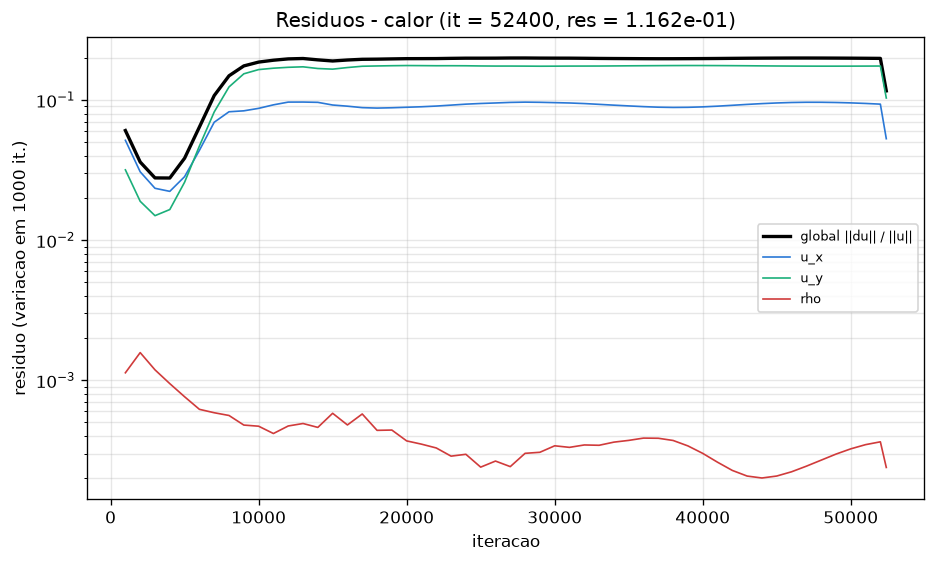 Residuos - calor (it = 52400, res = 1.162e-01)
residuo (variacao em 1000 it.)
10⁻¹
10⁻²
10⁻³
global ||du|| / ||u||
u_x
u_y
rho
0 10000 20000 30000 40000 50000
iteracao